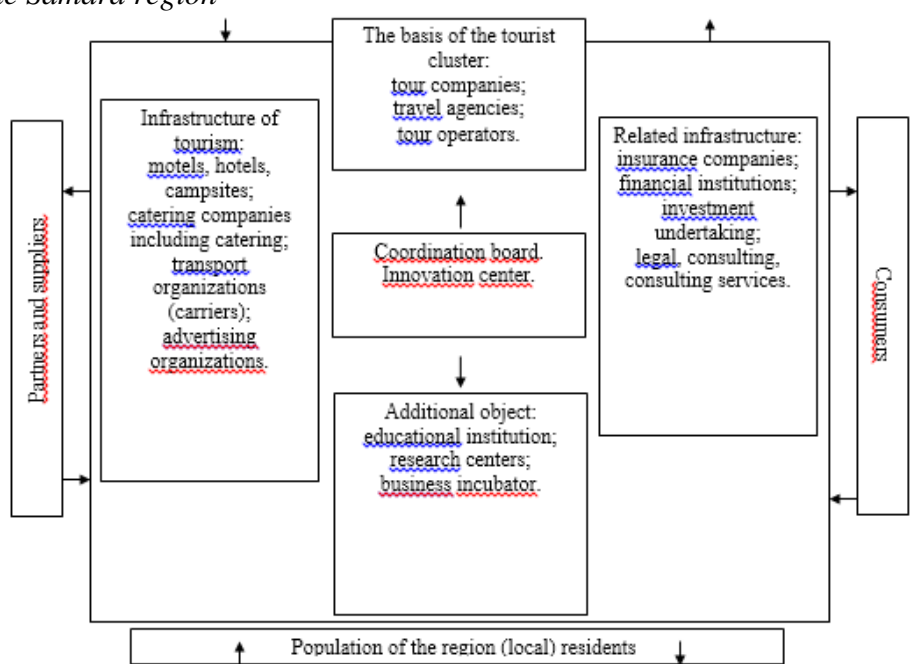 e Samara region
The basis of the tourist
cluster:
tour companies;
travel agencies;
tour operators.
Infrastructure of
tourism:
motels, hotels,
campsites;
catering companies
including catering;
transport
organizations
(carriers);
advertising
organizations.
Related infrastructure:
insurance companies;
financial institutions;
investment
undertaking;
legal, consulting,
consulting services.
Coordination board.
Innovation center.
Additional object:
educational institution;
research centers;
business incubator.
Partners and suppliers
Consumers
Population of the region (local) residents